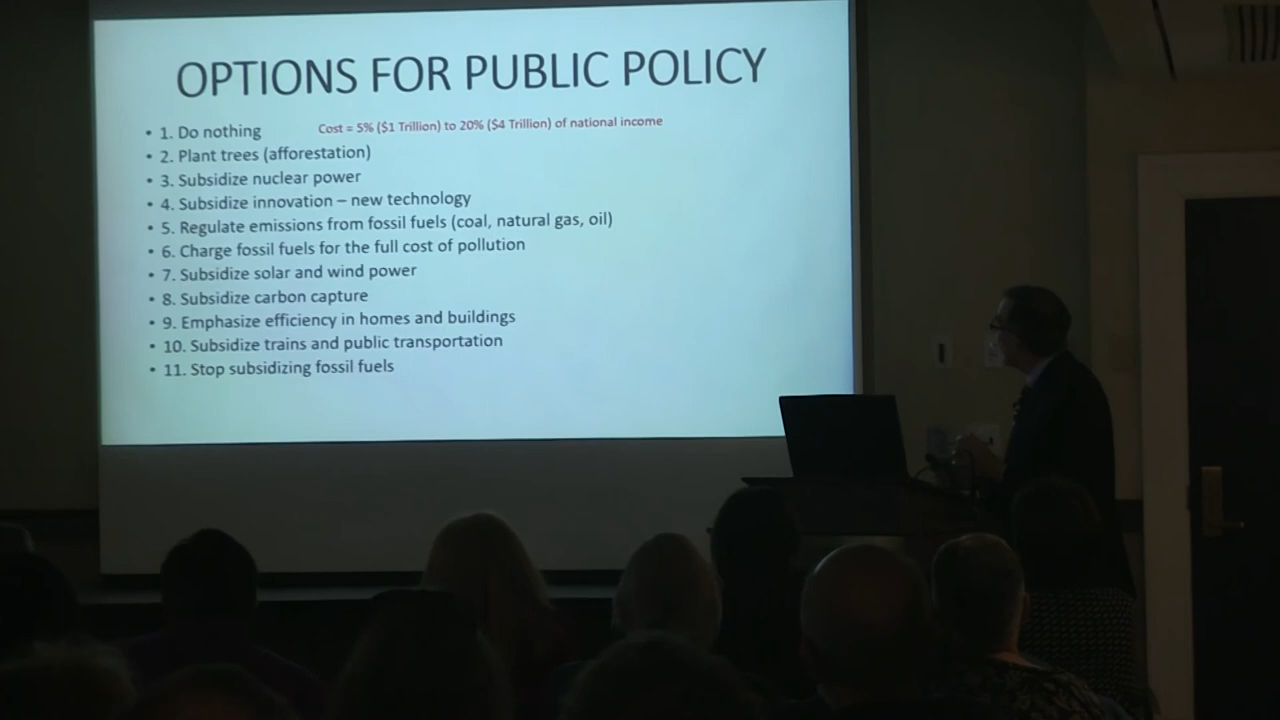 OPTIONS FOR PUBLIC POLICY
• 1. Do nothing Cost = 5% ($1 Trillion) to 20% ($4 Trillion) of national income
• 2. Plant trees (afforestation)
• 3. Subsidize nuclear power
• 4. Subsidize innovation – new technology
• 5. Regulate emissions from fossil fuels (coal, natural gas, oil)
• 6. Charge fossil fuels for the full cost of pollution
• 7. Subsidize solar and wind power
• 8. Subsidize carbon capture
• 9. Emphasize efficiency in homes and buildings
• 10. Subsidize trains and public transportation
• 11. Stop subsidizing fossil fuels